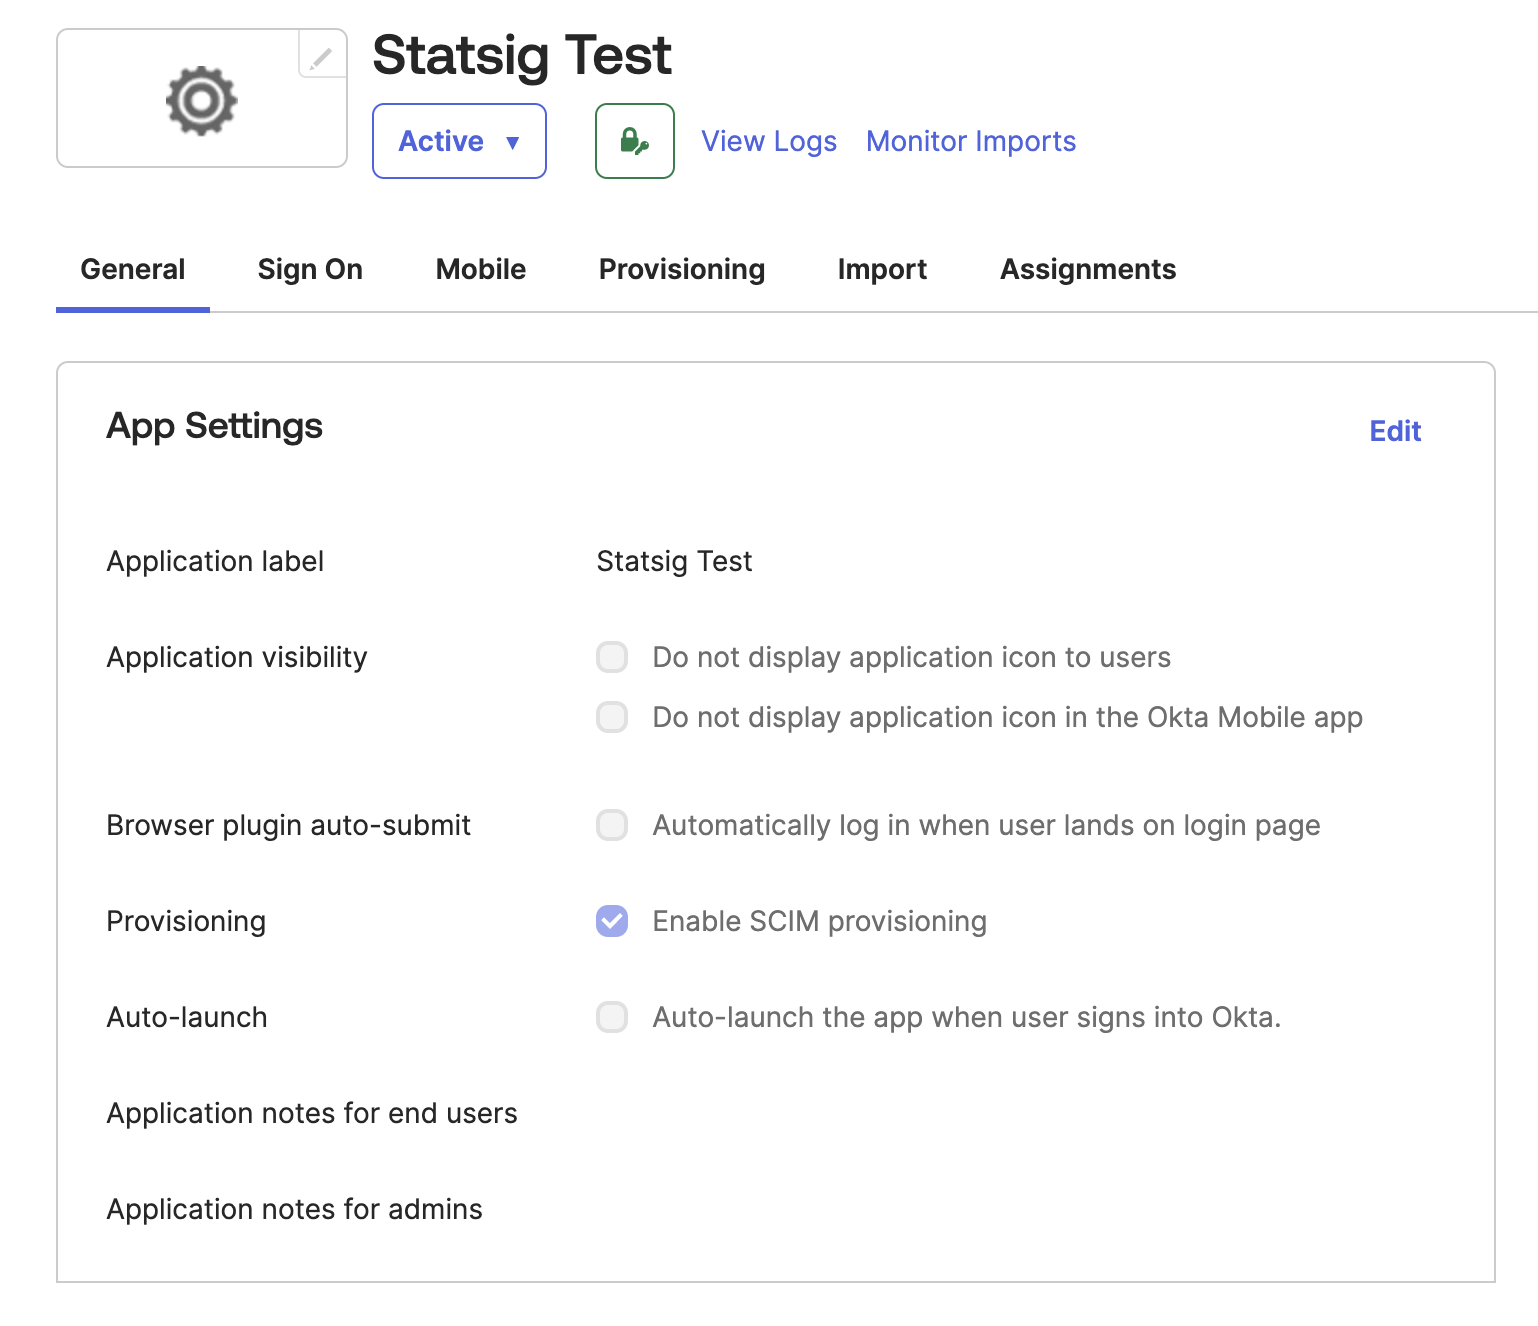 Statsig Test
Active ▼
View Logs Monitor Imports
General Sign On Mobile Provisioning Import Assignments
App Settings
Edit
Application label Statsig Test
Application visibility Do not display application icon to users
Do not display application icon in the Okta Mobile app
Browser plugin auto-submit Automatically log in when user lands on login page
Provisioning Enable SCIM provisioning
Auto-launch Auto-launch the app when user signs into Okta.
Application notes for end users
Application notes for admins